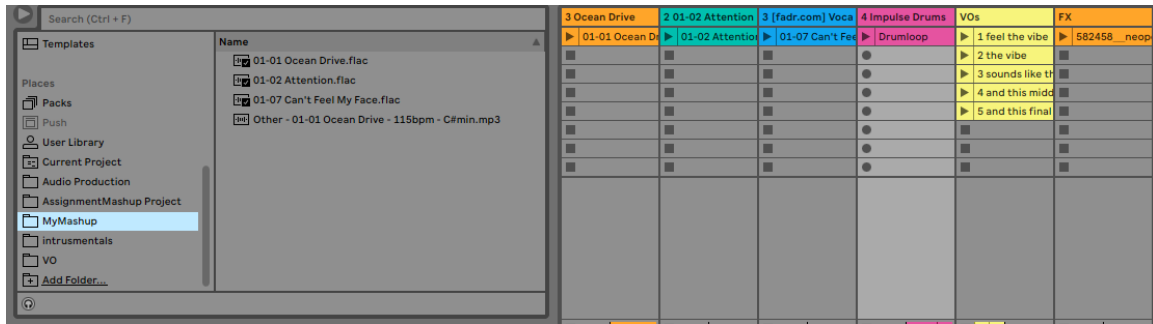 Search (Ctrl + F)
Templates
Places
Packs
Push
User Library
Current Project
Audio Production
AssignmentMashup Project
MyMashup
intrusmentals
VO
Add Folder...
Name
01-01 Ocean Drive.flac
01-02 Attention.flac
01-07 Can't Feel My Face.flac
Other - 01-01 Ocean Drive - 115bpm - C#min.mp3
3 Ocean Drive
2 01-02 Attention
3 [fadr.com] Voca
4 Impulse Drums
VOs
FX
01-01 Ocean Dr
01-02 Attention
01-07 Can't Fee
Drumloop
1 feel the vibe
582458__neop
2 the vibe
3 sounds like th
4 and this midd
5 and this final